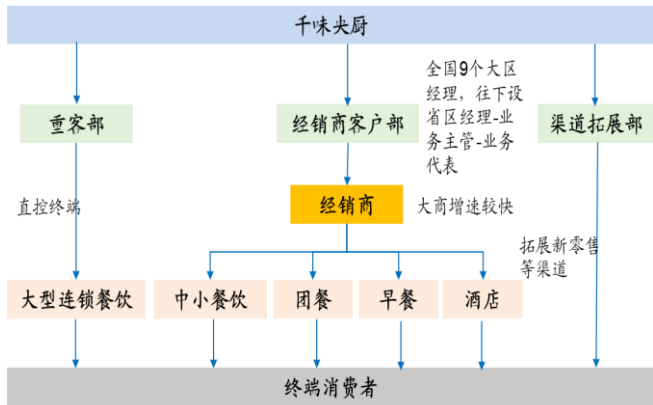 千味央厨
重客部
经销商客户部
全国9个大区
经理，往下设
省区经理-业
务主管-业务
代表
渠道拓展部
直控终端
经销商
大商增速较快
拓展新零售
等渠道
大型连锁餐饮
中小餐饮
团餐
早餐
酒店
终端消费者